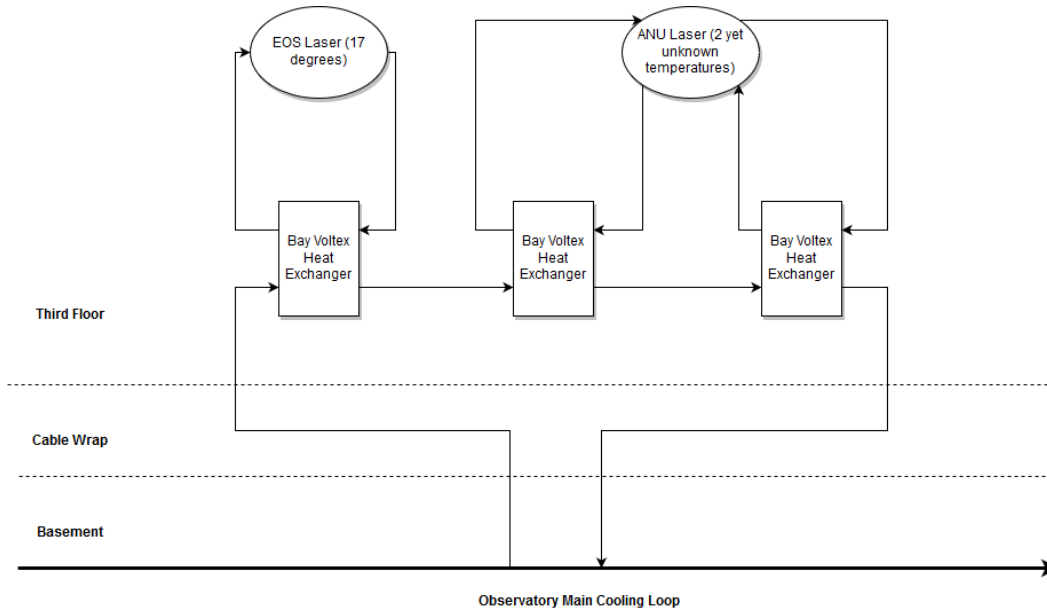 EOS Laser (17
degrees)
ANU Laser (2 yet
unknown
temperatures)
Bay Voltex
Heat
Exchanger
Bay Voltex
Heat
Exchanger
Bay Voltex
Heat
Exchanger
Third Floor
Cable Wrap
Basement
Observatory Main Cooling Loop